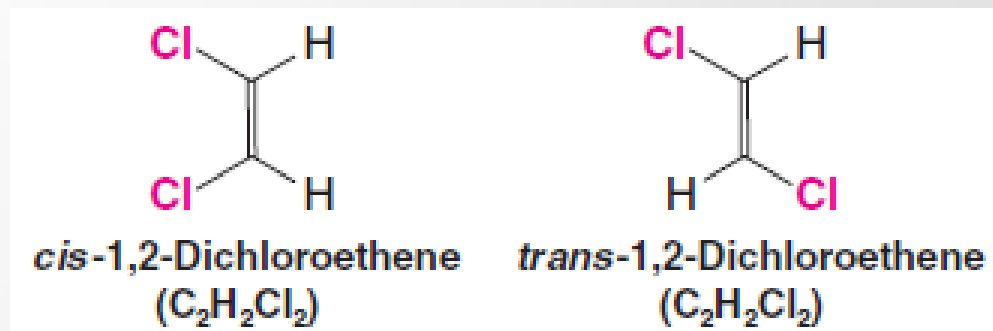 Cl H Cl H
Cl H H Cl
cis-1,2-Dichloroethene trans-1,2-Dichloroethene
(C₂H₂Cl₂) (C₂H₂Cl₂)